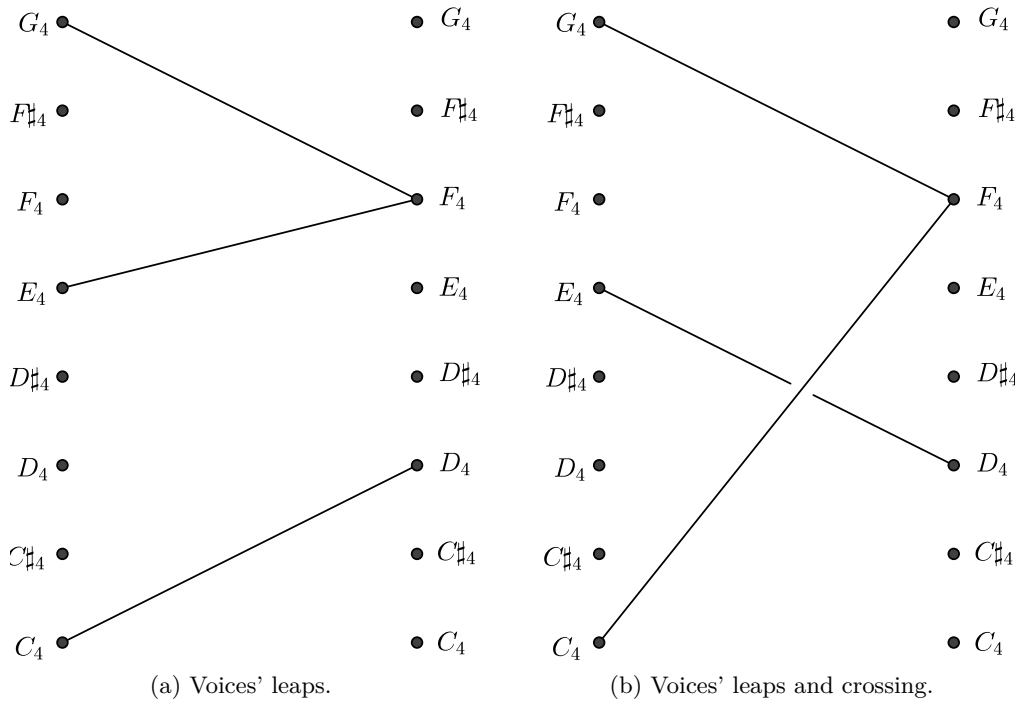 G₄ G₄ G₄ G₄
F♯₄ F♯₄ F♯₄ F♯₄
F₄ F₄ F₄ F₄
E₄ E₄ E₄ E₄
D♯₄ D♯₄ D♯₄ D♯₄
D₄ D₄ D₄ D₄
C♯₄ C♯₄ C♯₄ C♯₄
C₄ C₄ C₄ C₄
(a) Voices’ leaps. (b) Voices’ leaps and crossing.